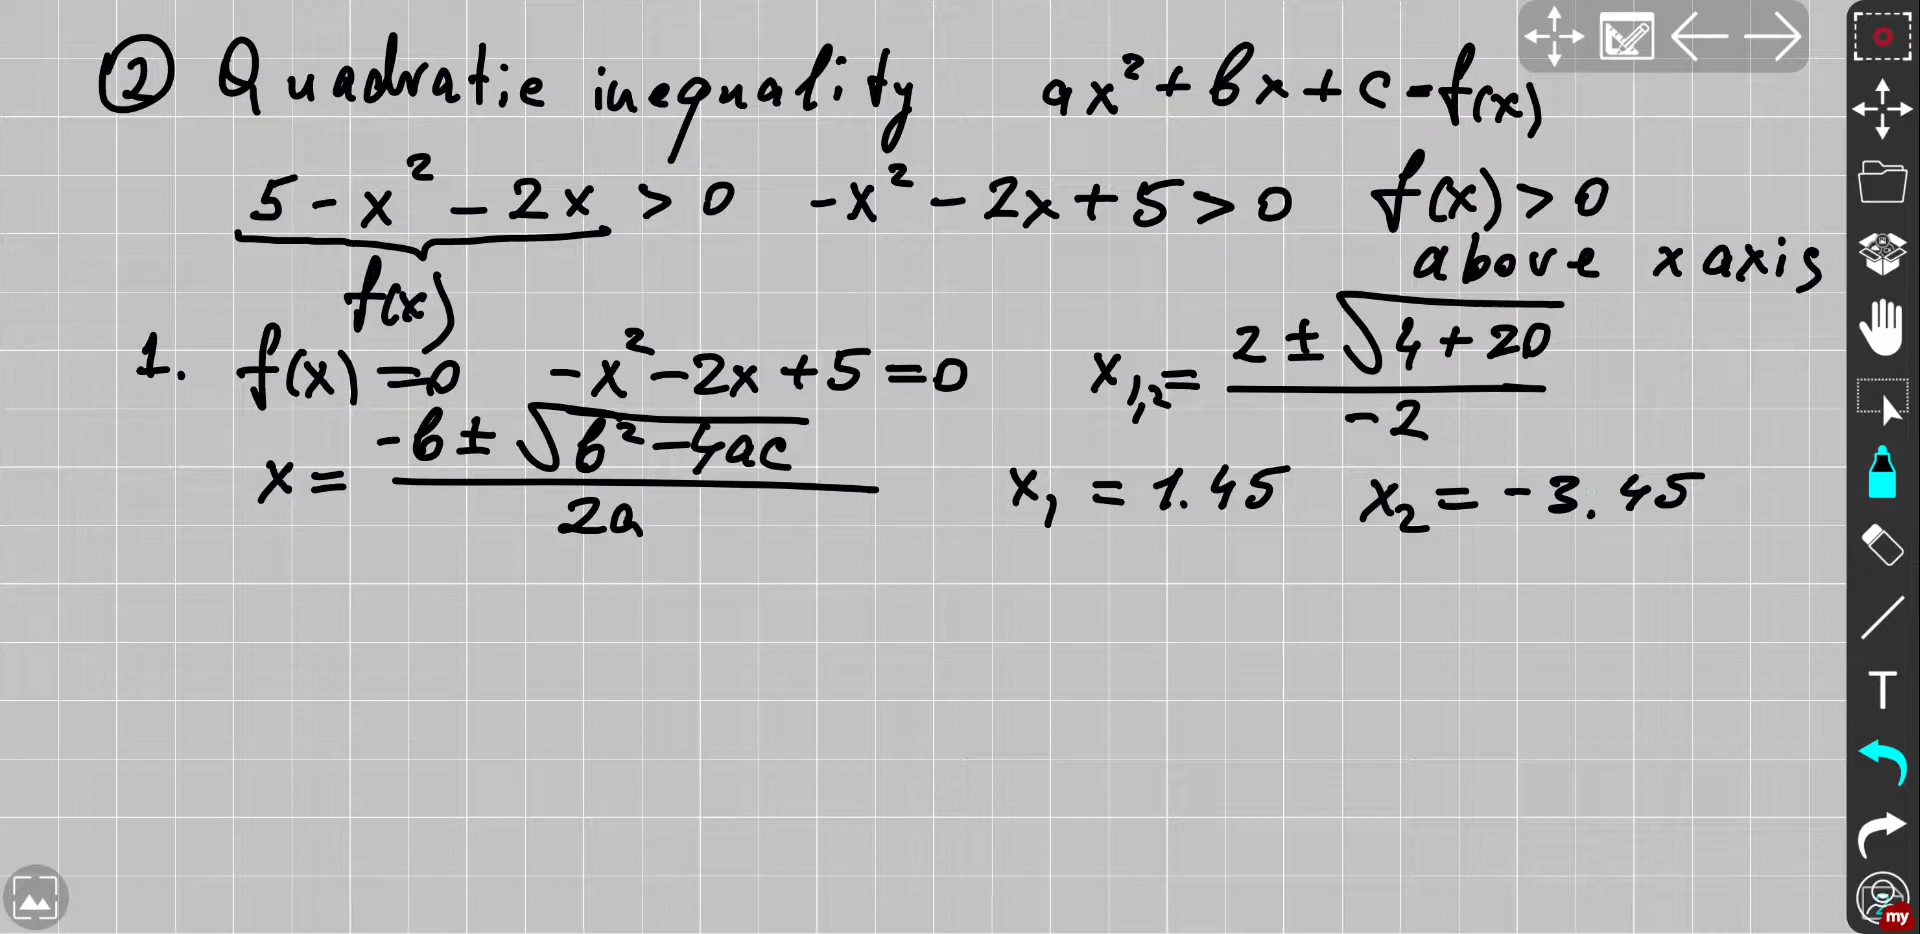 ② Quadratic inequality ax² + bx + c = f(x)
5 - x² - 2x > 0 -x² - 2x + 5 > 0 f(x) > 0
f(x) above x axis
1. f(x) = 0 -x² - 2x + 5 = 0 x₁,₂ = (2 ± √(4 + 20)) / -2
x = (-b ± √(b² - 4ac)) / 2a x₁ = 1.45 x₂ = -3.45
T
my